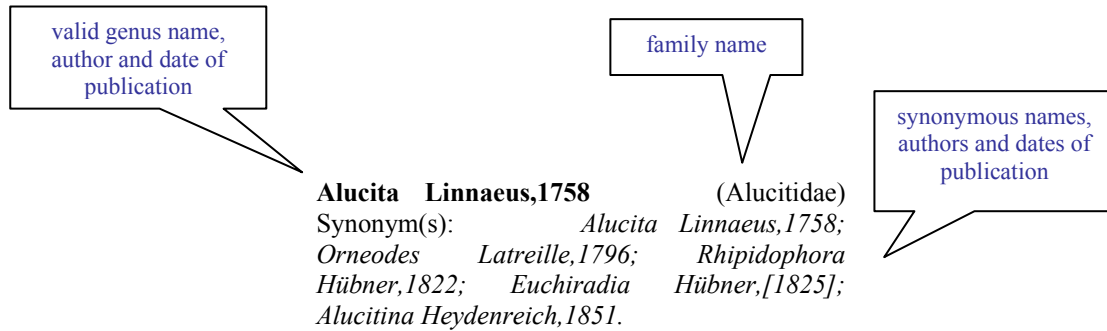 valid genus name,
author and date of
publication
family name
synonymous names,
authors and dates of
publication
Alucita Linnaeus,1758 (Alucitidae)
Synonym(s): Alucita Linnaeus,1758;
Orneodes Latreille,1796; Rhipidophora
Hübner,1822; Euchiradia Hübner,[1825];
Alucitina Heydenreich,1851.